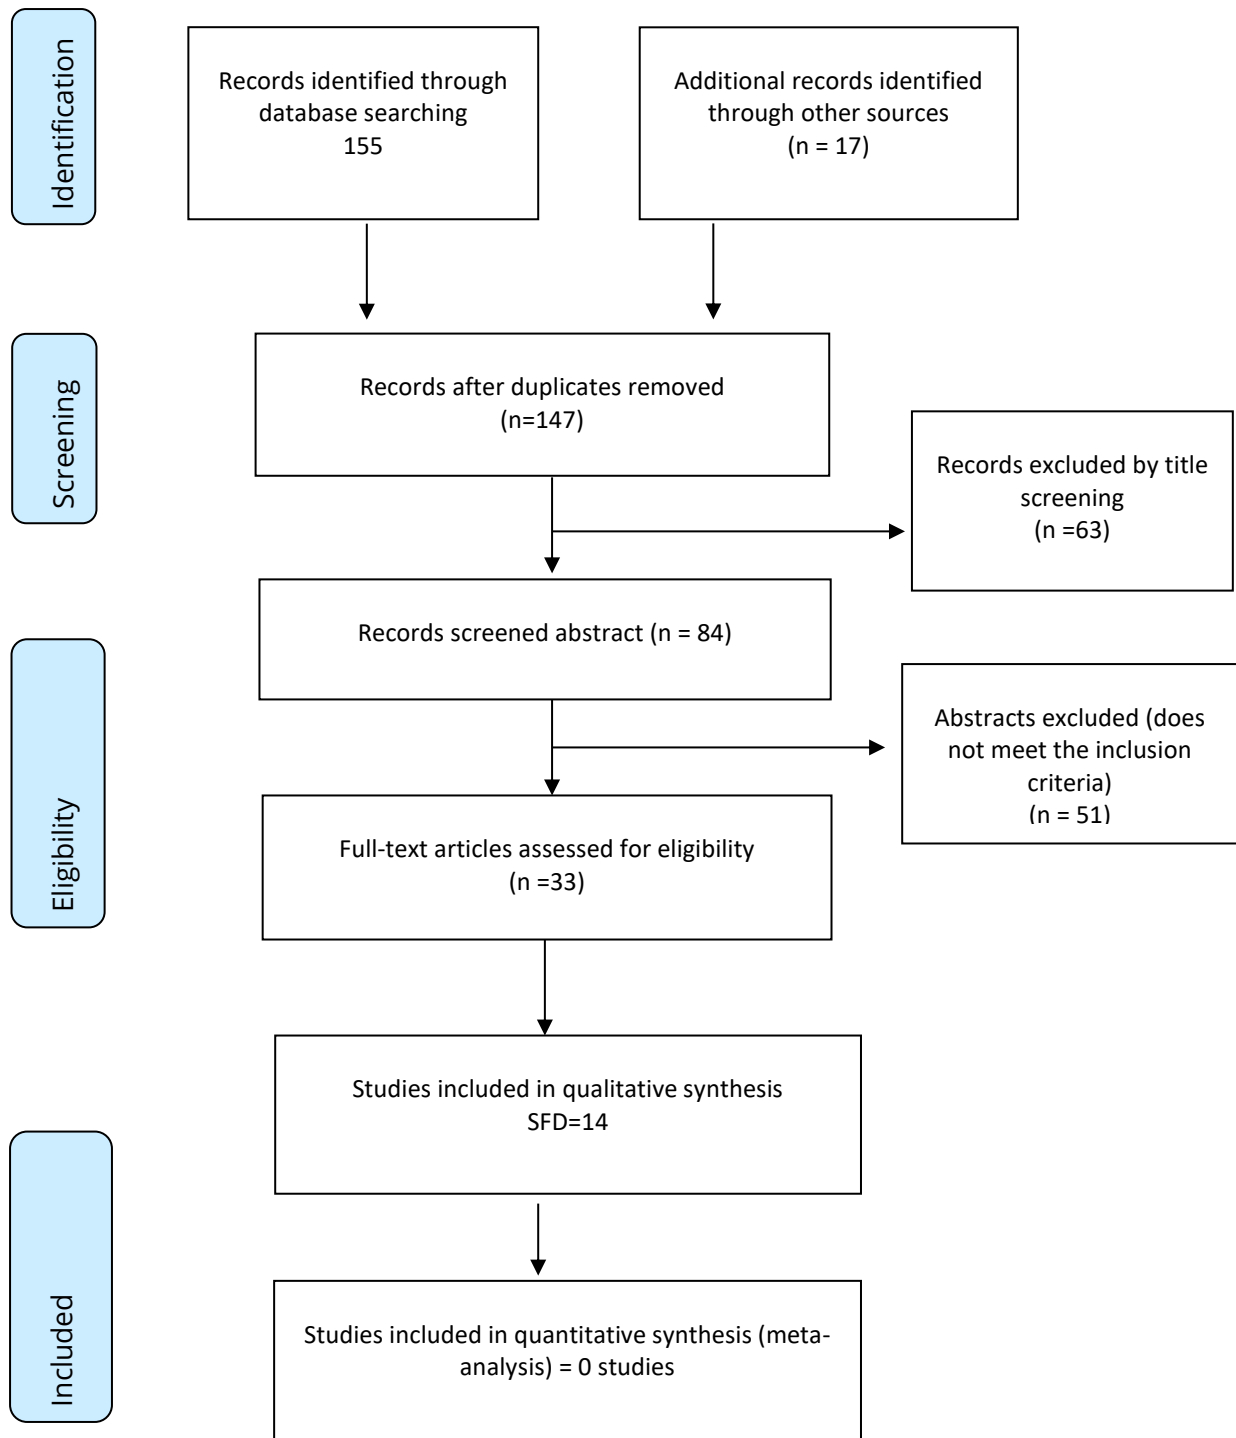 Identification
Records identified through
database searching
155
Additional records identified
through other sources
(n = 17)
Screening
Records after duplicates removed
(n=147)
Records excluded by title
screening
(n =63)
Records screened abstract (n = 84)
Eligibility
Abstracts excluded (does
not meet the inclusion
criteria)
(n = 51)
Full-text articles assessed for eligibility
(n =33)
Studies included in qualitative synthesis
SFD=14
Included
Studies included in quantitative synthesis (meta-
analysis) = 0 studies